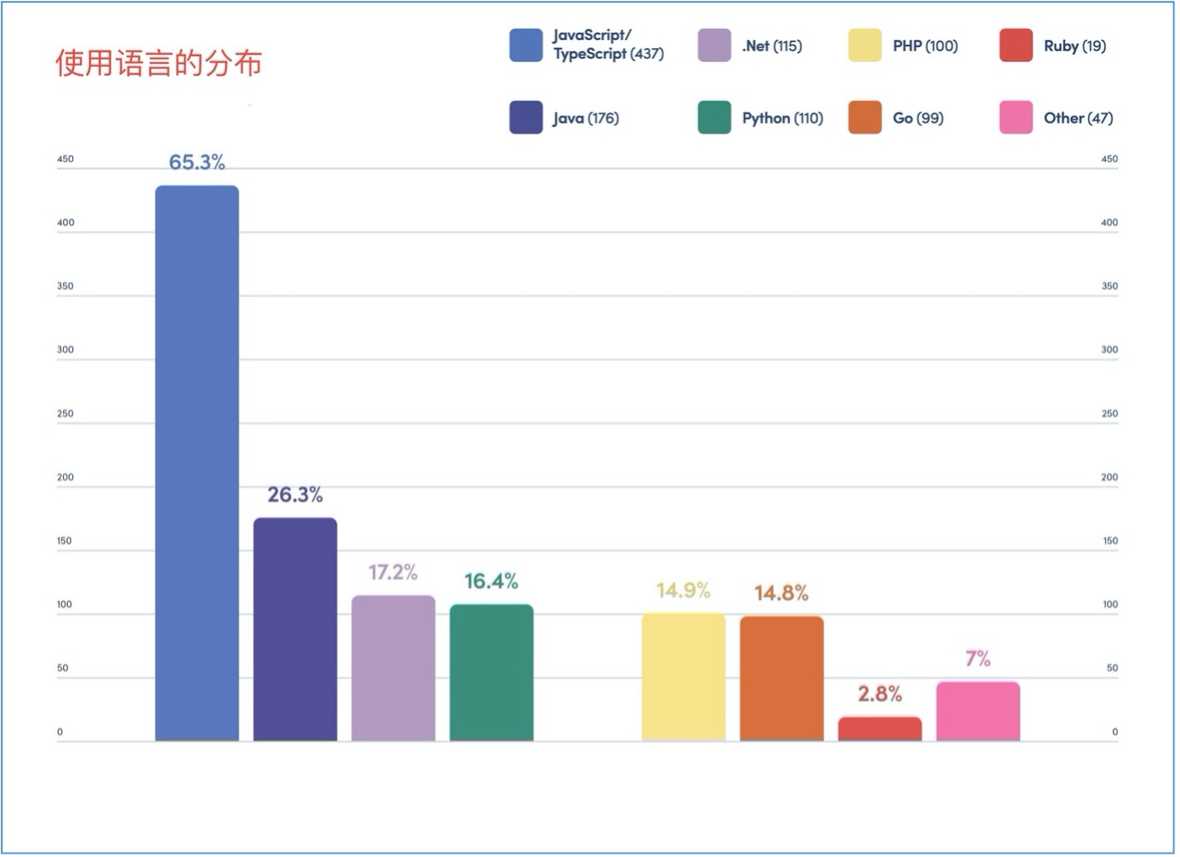 使用语言的分布
JavaScript/
TypeScript (437)
.Net (115)
PHP (100)
Ruby (19)
Java (176)
Python (110)
Go (99)
Other (47)
450
65.3%
450
400
400
350
350
300
300
250
250
200
26.3%
200
150
150
17.2%
16.4%
14.9%
14.8%
100
100
50
7%
50
2.8%
0
0